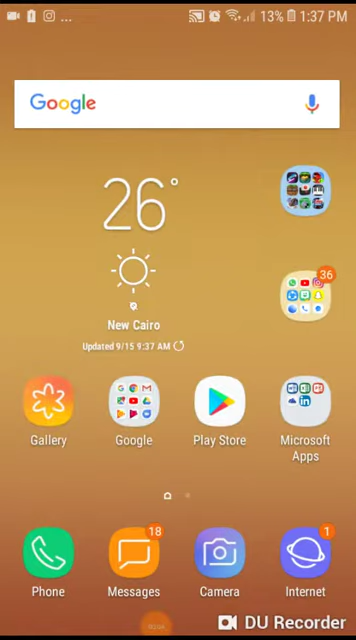 ... 13% 1:37 PM
Google
26°
New Cairo
Updated 9/15 9:37 AM
36
Gallery
Google
Play Store
Microsoft
Apps
18
1
Phone
Messages
Camera
Internet
DU Recorder